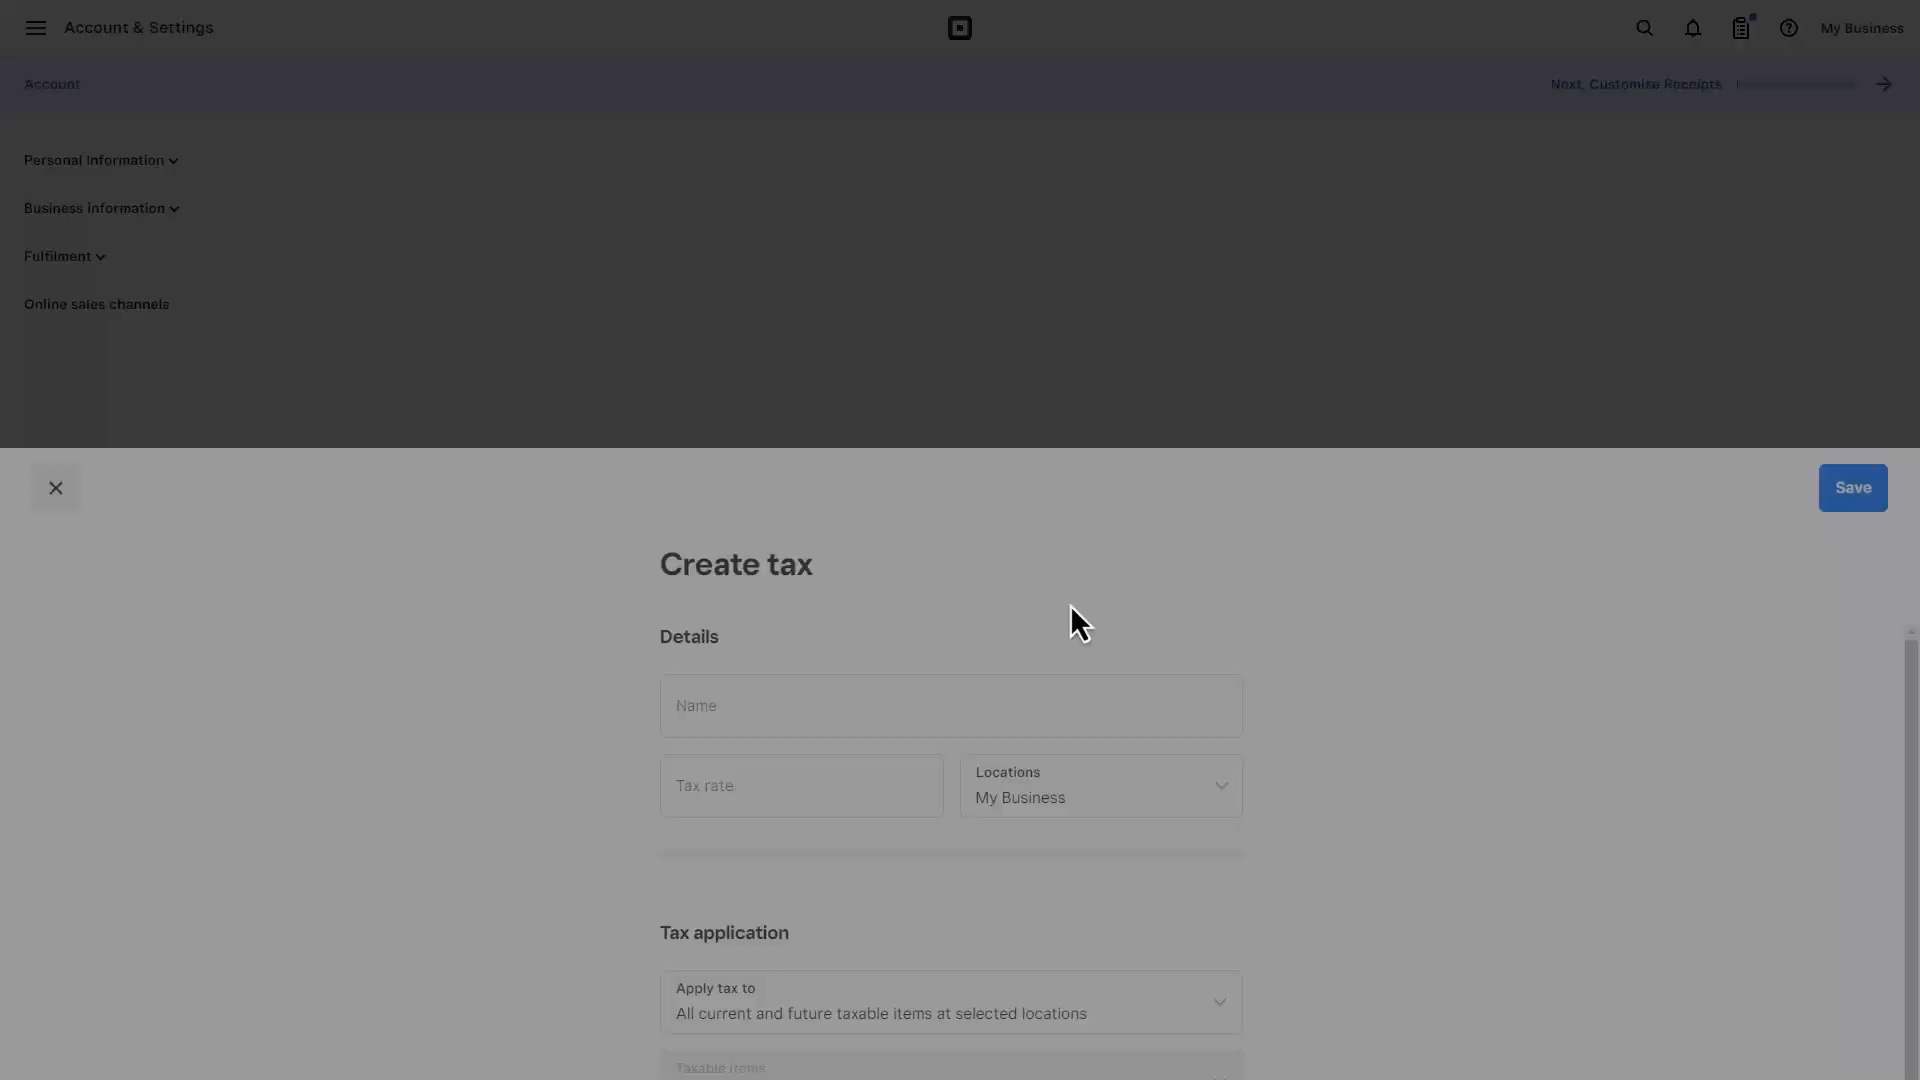 Account & Settings
My Business
Account
Next, Customise Receipts
Personal Information
Business information
Fulfilment
Online sales channels
Save
Create tax
Details
Name
Tax rate
Locations
My Business
Tax application
Apply tax to
All current and future taxable items at selected locations
Taxable items